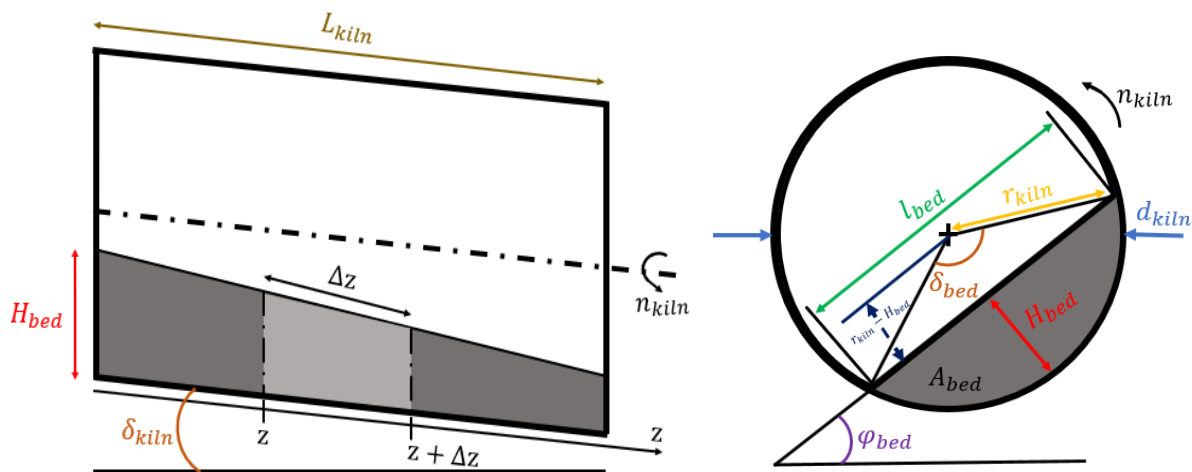 L_kiln
H_bed
Δz
n_kiln
δ_kiln
z
z + Δz
z
n_kiln
l_bed
r_kiln
d_kiln
δ_bed
r_kiln − H_bed
H_bed
A_bed
φ_bed